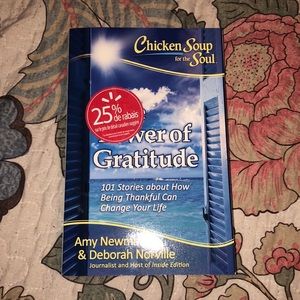 Chicken Soup
for the
Soul
25%
de rabais
wer of
Gratitude
101 Stories about How
Being Thankful Can
Change Your Life
Amy Newm
& Deborah Norville
Journalist and Host of Inside Edition